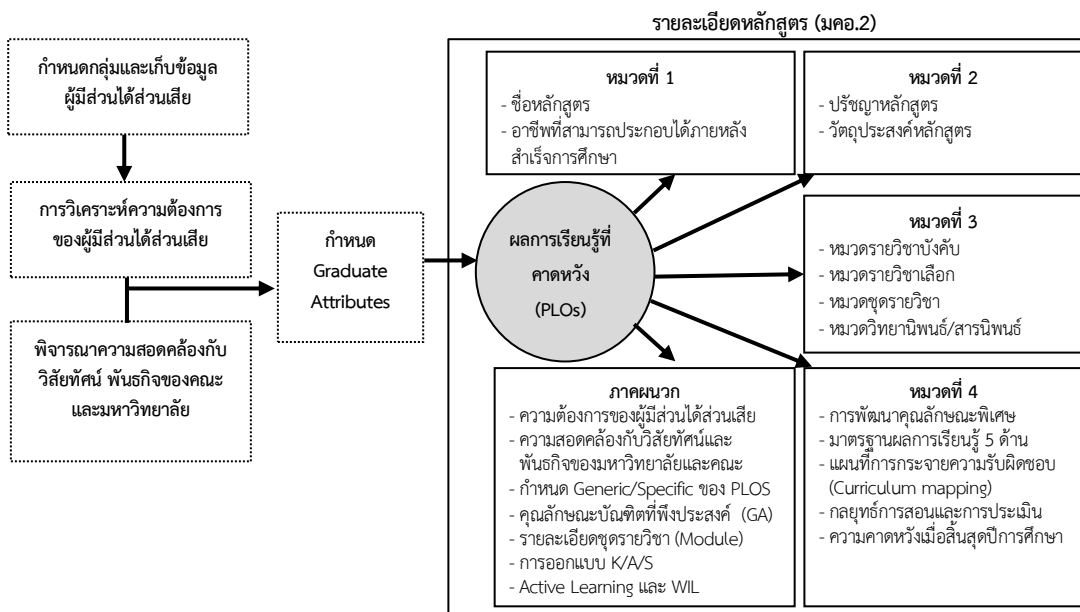 รายละเอียดหลักสูตร (มคอ.2)
กำหนดกลุ่มและเก็บข้อมูล
ผู้มีส่วนได้ส่วนเสีย
การวิเคราะห์ความต้องการ
ของผู้มีส่วนได้ส่วนเสีย
พิจารณาความสอดคล้องกับ
วิสัยทัศน์ พันธกิจของคณะ
และมหาวิทยาลัย
กำหนด
Graduate
Attributes
ผลการเรียนรู้ที่
คาดหวัง
(PLOs)
หมวดที่ 1
- ชื่อหลักสูตร
- อาชีพที่สามารถประกอบได้ภายหลัง
สำเร็จการศึกษา
หมวดที่ 2
- ปรัชญาหลักสูตร
- วัตถุประสงค์หลักสูตร
หมวดที่ 3
- หมวดรายวิชาบังคับ
- หมวดรายวิชาเลือก
- หมวดชุดรายวิชา
- หมวดวิทยานิพนธ์/สารนิพนธ์
ภาคผนวก
- ความต้องการของผู้มีส่วนได้ส่วนเสีย
- ความสอดคล้องกับวิสัยทัศน์และ
พันธกิจของมหาวิทยาลัยและคณะ
- กำหนด Generic/Specific ของ PLOS
- คุณลักษณะบัณฑิตที่พึงประสงค์ (GA)
- รายละเอียดชุดรายวิชา (Module)
- การออกแบบ K/A/S
- Active Learning และ WIL
หมวดที่ 4
- การพัฒนาคุณลักษณะพิเศษ
- มาตรฐานผลการเรียนรู้ 5 ด้าน
- แผนที่การกระจายความรับผิดชอบ
(Curriculum mapping)
- กลยุทธ์การสอนและการประเมิน
- ความคาดหวังเมื่อสิ้นสุดปีการศึกษา